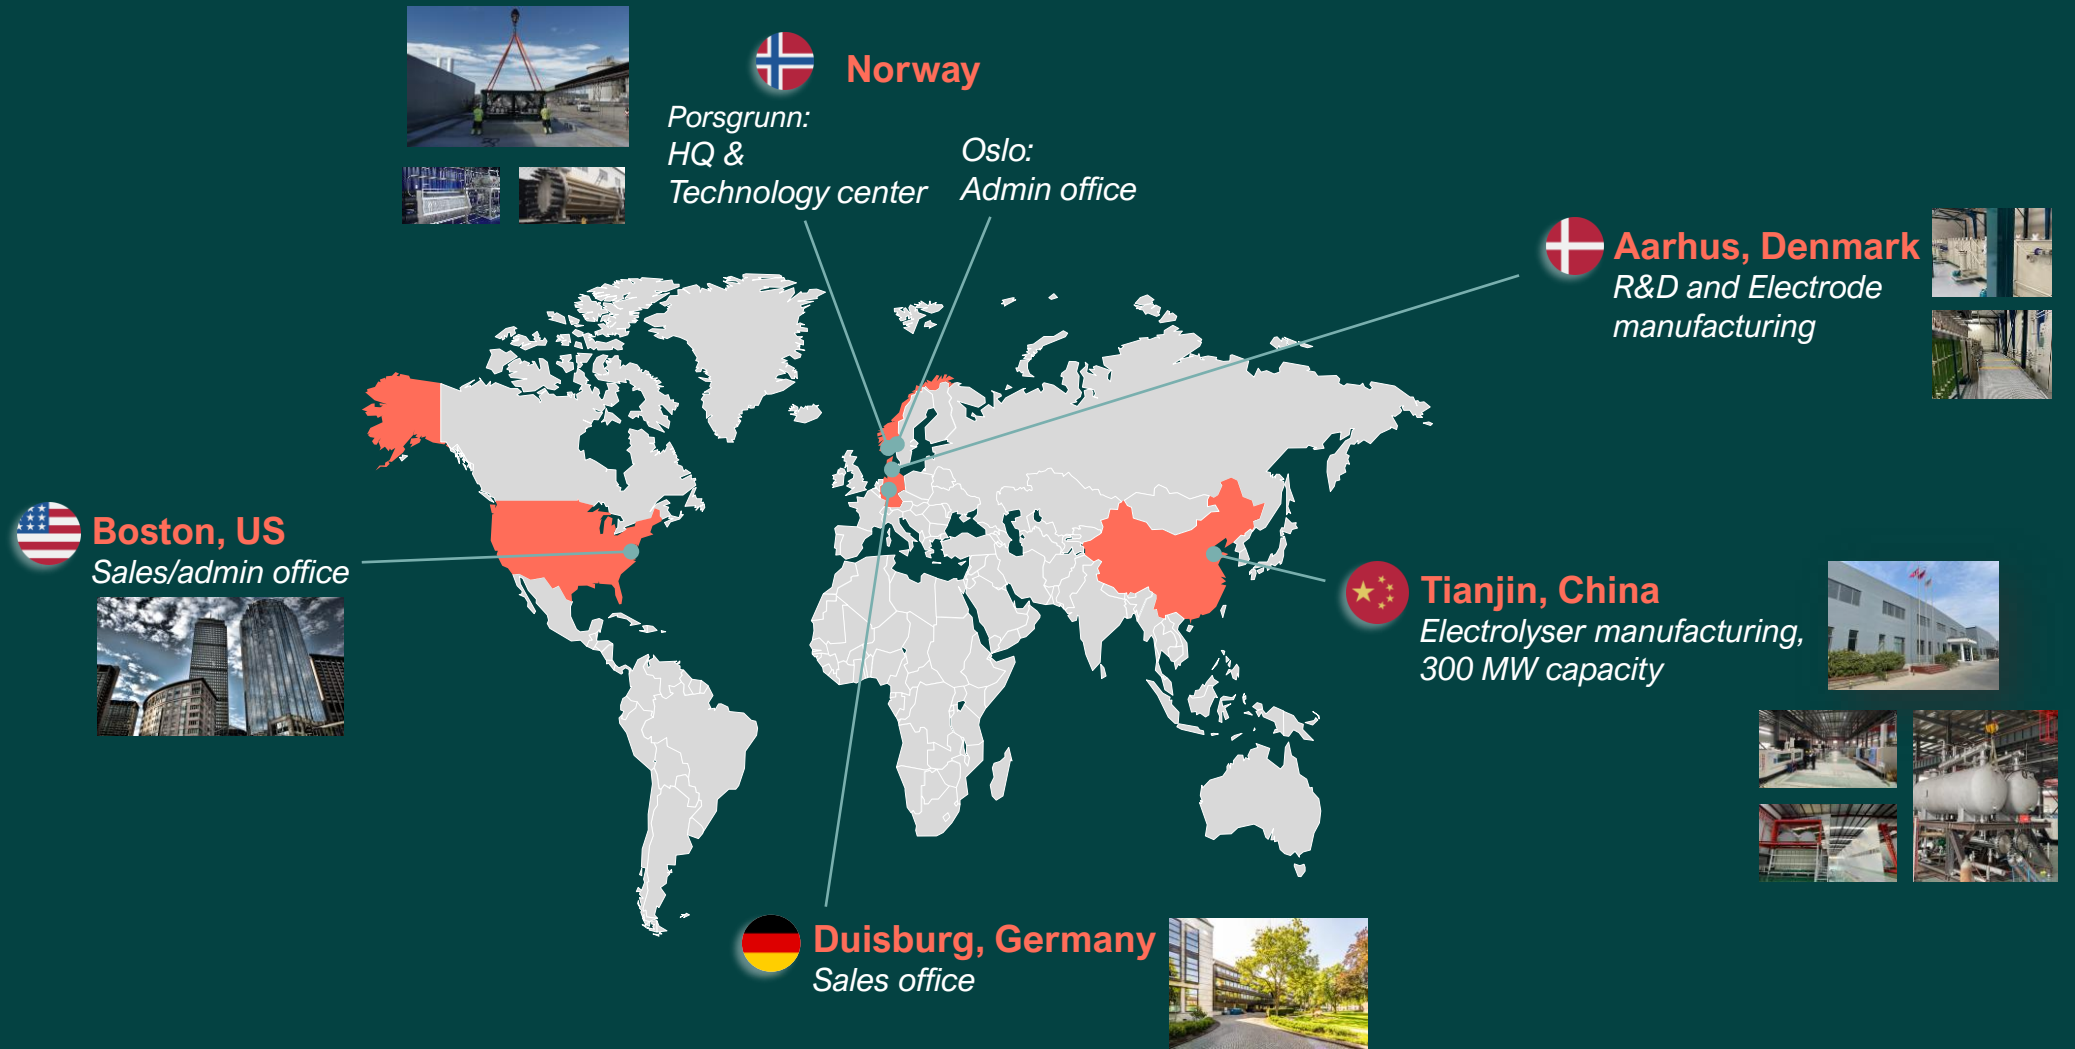 Norway
Porsgrunn:
HQ &
Technology center
Oslo:
Admin office
Aarhus, Denmark
R&D and Electrode
manufacturing
Boston, US
Sales/admin office
Tianjin, China
Electrolyser manufacturing,
300 MW capacity
Duisburg, Germany
Sales office